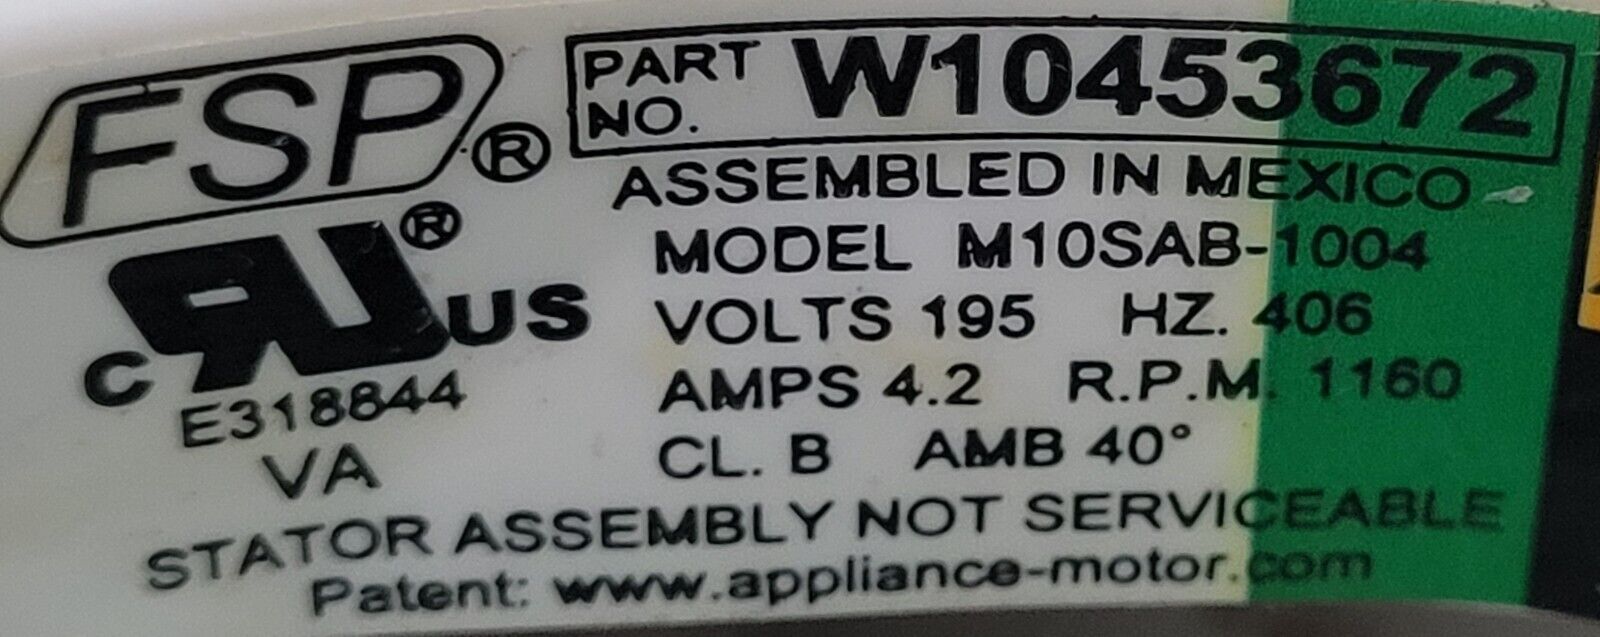 FSP®
PART NO. W10453672
ASSEMBLED IN MEXICO
MODEL M10SAB-1004
VOLTS 195 HZ. 406
AMPS 4.2 R.P.M. 1160
CL. B AMB 40°
c RU® US
E318844
VA
STATOR ASSEMBLY NOT SERVICEABLE
Patent: www.appliance-motor.com